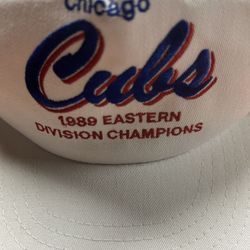 Chicago
Cubs
1989 EASTERN
DIVISION CHAMPIONS